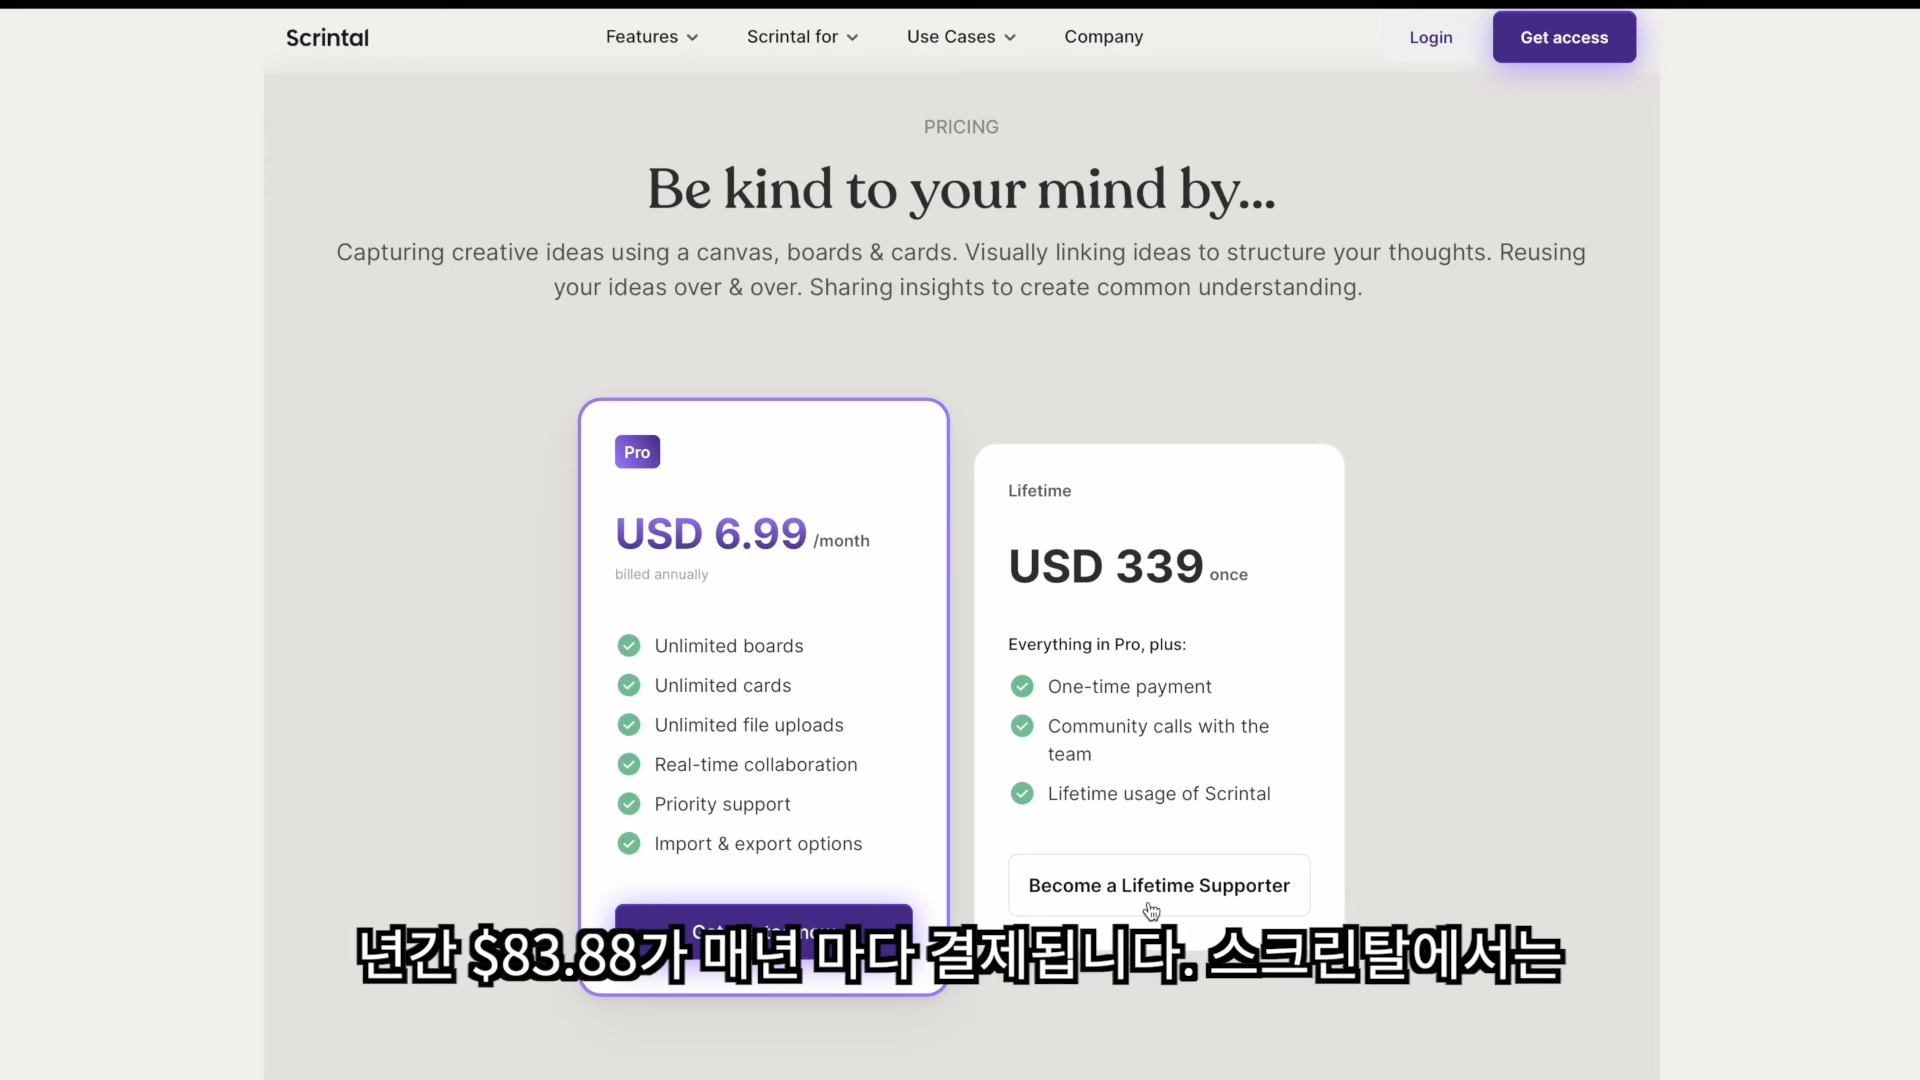 Scrintal
Features
Scrintal for
Use Cases
Company
Login
Get access
PRICING
Be kind to your mind by...
Capturing creative ideas using a canvas, boards & cards. Visually linking ideas to structure your thoughts. Reusing
your ideas over & over. Sharing insights to create common understanding.
Pro
USD 6.99 /month
billed annually
Unlimited boards
Unlimited cards
Unlimited file uploads
Real-time collaboration
Priority support
Import & export options
Lifetime
USD 339 once
Everything in Pro, plus:
One-time payment
Community calls with the
team
Lifetime usage of Scrintal
Become a Lifetime Supporter
년간 $83.88가 매년 마다 결제됩니다. 스크린탈에서는